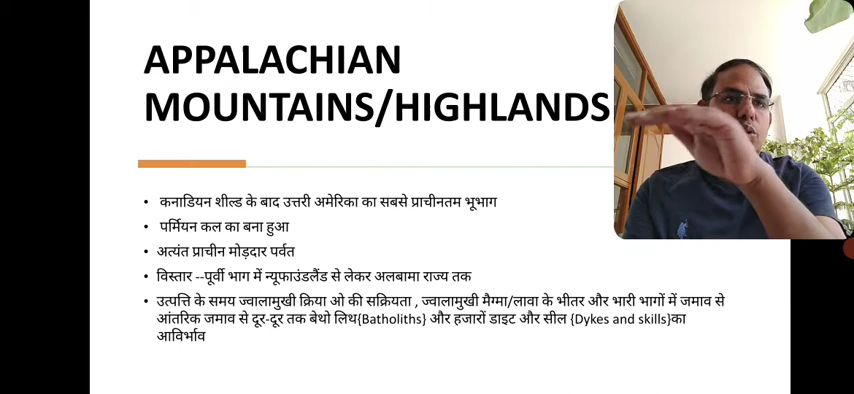 APPALACHIAN
MOUNTAINS/HIGHLANDS
• कनाडियन शील्ड के बाद उत्तरी अमेरिका का सबसे प्राचीनतम भूभाग
• पर्मियन कल का बना हुआ
• अत्यंत प्राचीन मोड़दार पर्वत
• विस्तार --पूर्वी भाग में न्यूफाउंडलैंड से लेकर अलबामा राज्य तक
• उत्पत्ति के समय ज्वालामुखी क्रिया ओ की सक्रियता , ज्वालामुखी मैग्मा/लावा के भीतर और भारी भागों में जमाव से
आंतरिक जमाव से दूर-दूर तक बेथो लिथ{Batholiths} और हजारों डाइट और सील {Dykes and skills}का
आविर्भाव